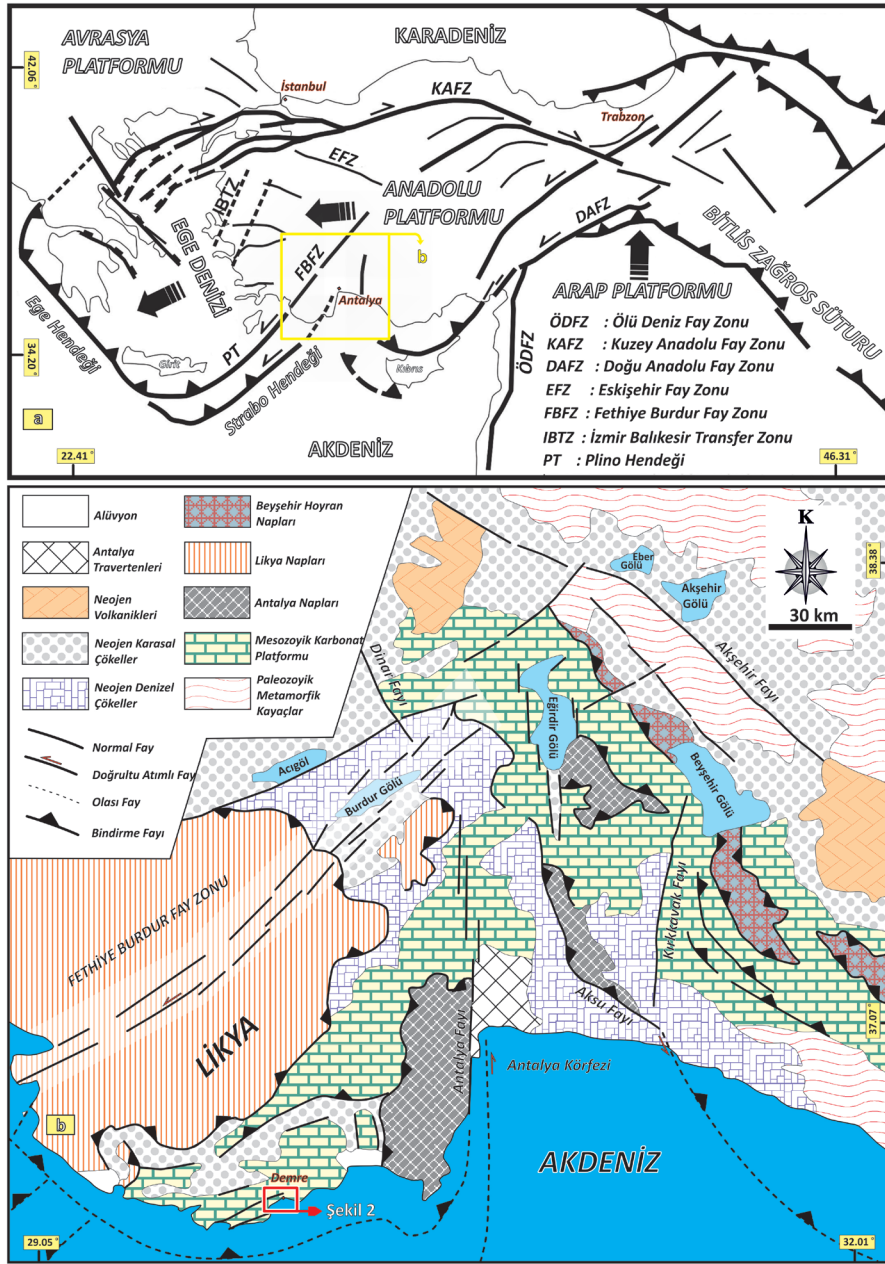 AVRASYA
PLATFORMU
KARADENİZ
42.06 °
İstanbul
KAFZ
Trabzon
EFZ
IBTZ
ANADOLU
PLATFORMU
EGE DENİZİ
FBFZ
b
DAFZ
BİTLİS ZAĞROS SÜTURU
Antalya
ARAP PLATFORMU
Ege Hendeği
34.20 °
Girit
PT
Strabo Hendeği
Kıbrıs
ÖDFZ
ÖDFZ : Ölü Deniz Fay Zonu
KAFZ : Kuzey Anadolu Fay Zonu
DAFZ : Doğu Anadolu Fay Zonu
EFZ : Eskişehir Fay Zonu
FBFZ : Fethiye Burdur Fay Zonu
IBTZ : İzmir Balıkesir Transfer Zonu
PT : Plino Hendeği
a
AKDENİZ
22.41 °
46.31 °
Alüvyon
Antalya
Travertenleri
Neojen
Volkanikleri
Neojen Karasal
Çökeller
Neojen Denizel
Çökeller
Beyşehir Hoyran
Napları
Likya Napları
Antalya Napları
Mesozoyik Karbonat
Platformu
Paleozoyik
Metamorfik
Kayaçlar
Normal Fay
Doğrultu Atımlı Fay
Olası Fay
Bindirme Fayı
K
30 km
38.38 °
Eber
Gölü
Akşehir
Gölü
Akşehir Fayı
Dinar Fayı
Eğirdir Gölü
Beyşehir Gölü
Acıgöl
Burdur Gölü
Kırkkavak Fayı
FETHİYE BURDUR FAY ZONU
LİKYA
Antalya Fayı
Aksu Fayı
37.07 °
Antalya Körfezi
b
AKDENİZ
Demre
Şekil 2
29.05 °
32.01 °